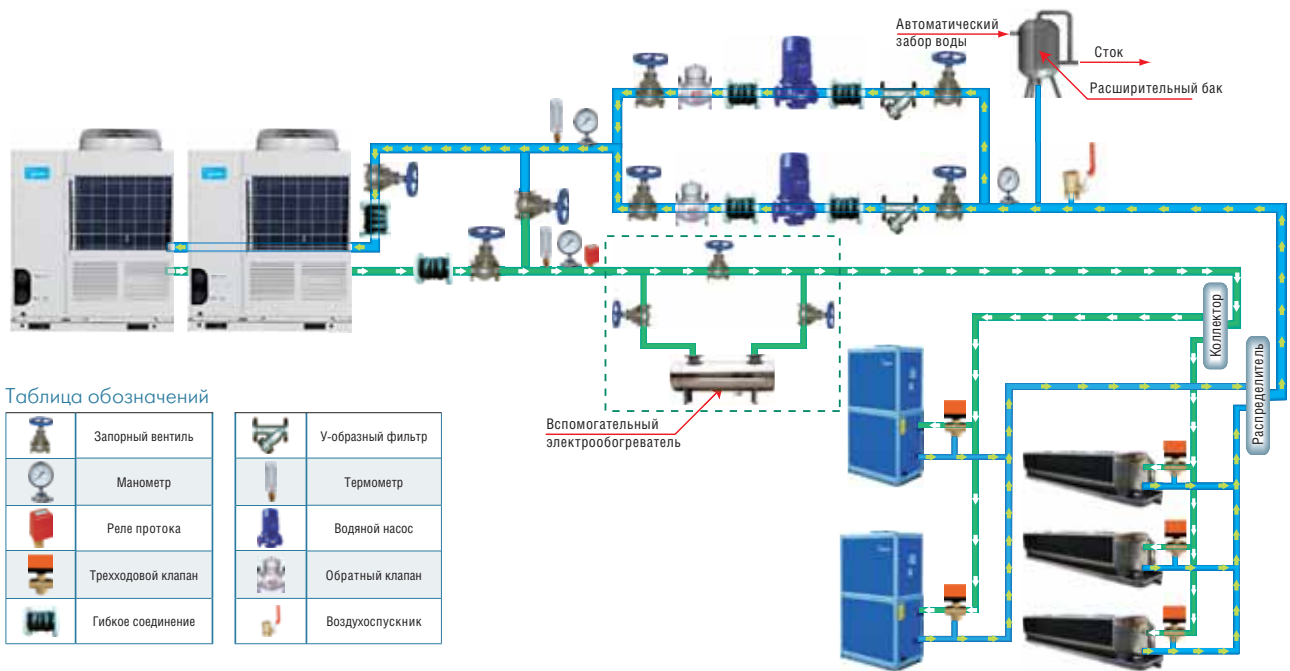 Автоматический
забор воды
Сток
Расширительный бак
Коллектор
Распределитель
Вспомогательный
электрообогреватель
Таблица обозначений
Запорный вентиль
У-образный фильтр
Манометр
Термометр
Реле протока
Водяной насос
Трехходовой клапан
Обратный клапан
Гибкое соединение
Воздухоспускник